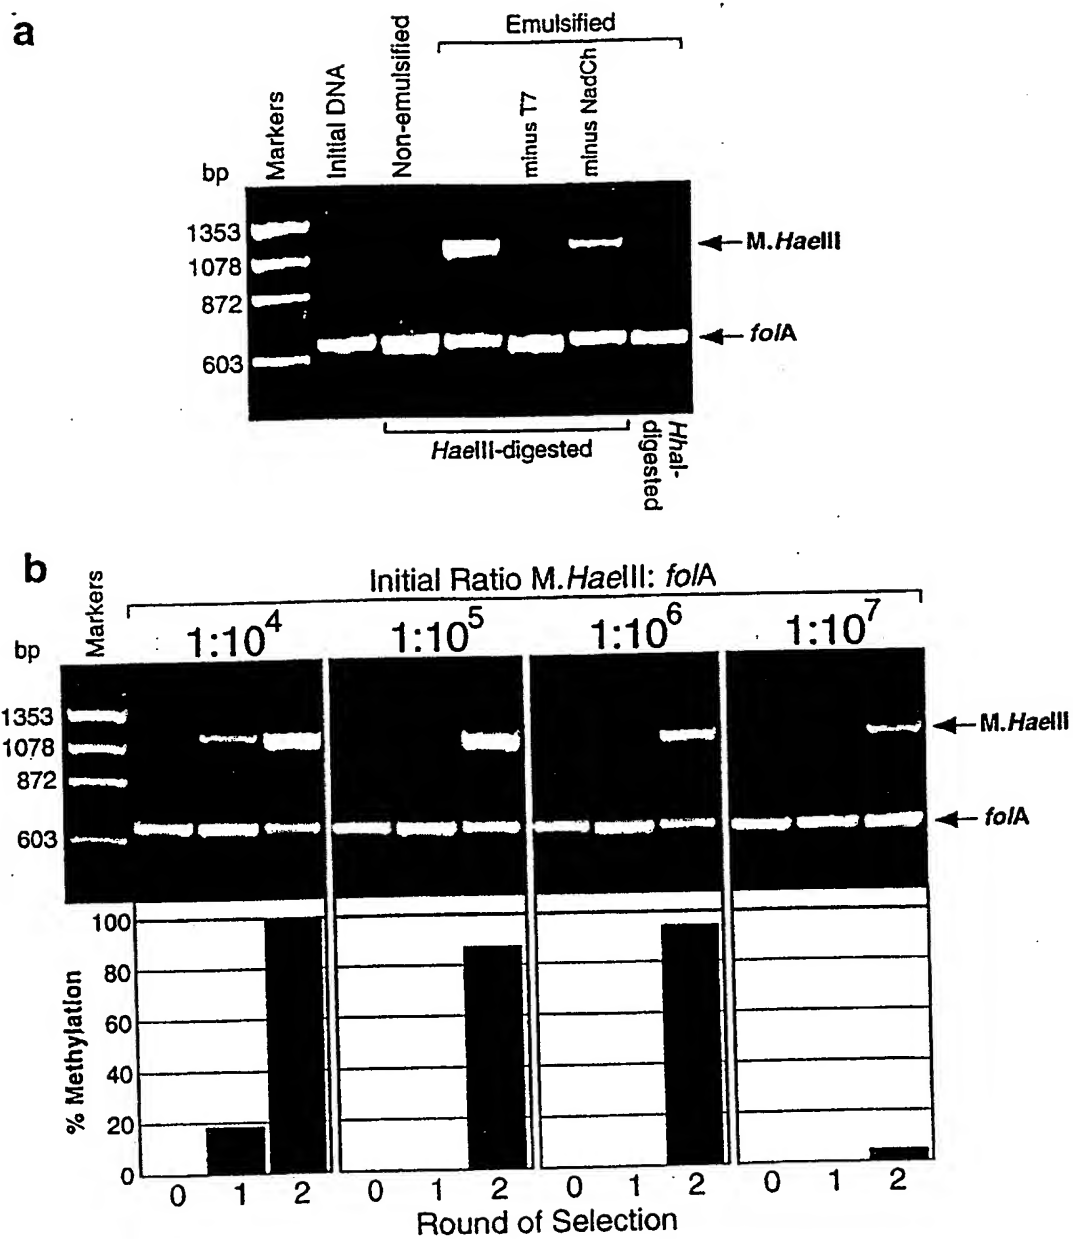 a
Emulsified
Markers
Initial DNA
Non-emulsified
minus T7
minus NadCh
bp
1353
1078
872
603
M.HaeIII
folA
HaeIII-digested
HhaI-
digested
b
Initial Ratio M.HaeIII: folA
Markers
bp
1:10⁴ 1:10⁵ 1:10⁶ 1:10⁷
1353
1078
872
603
M.HaeIII
folA
% Methylation
100
80
60
40
20
0
0 1 2 0 1 2 0 1 2 0 1 2
Round of Selection